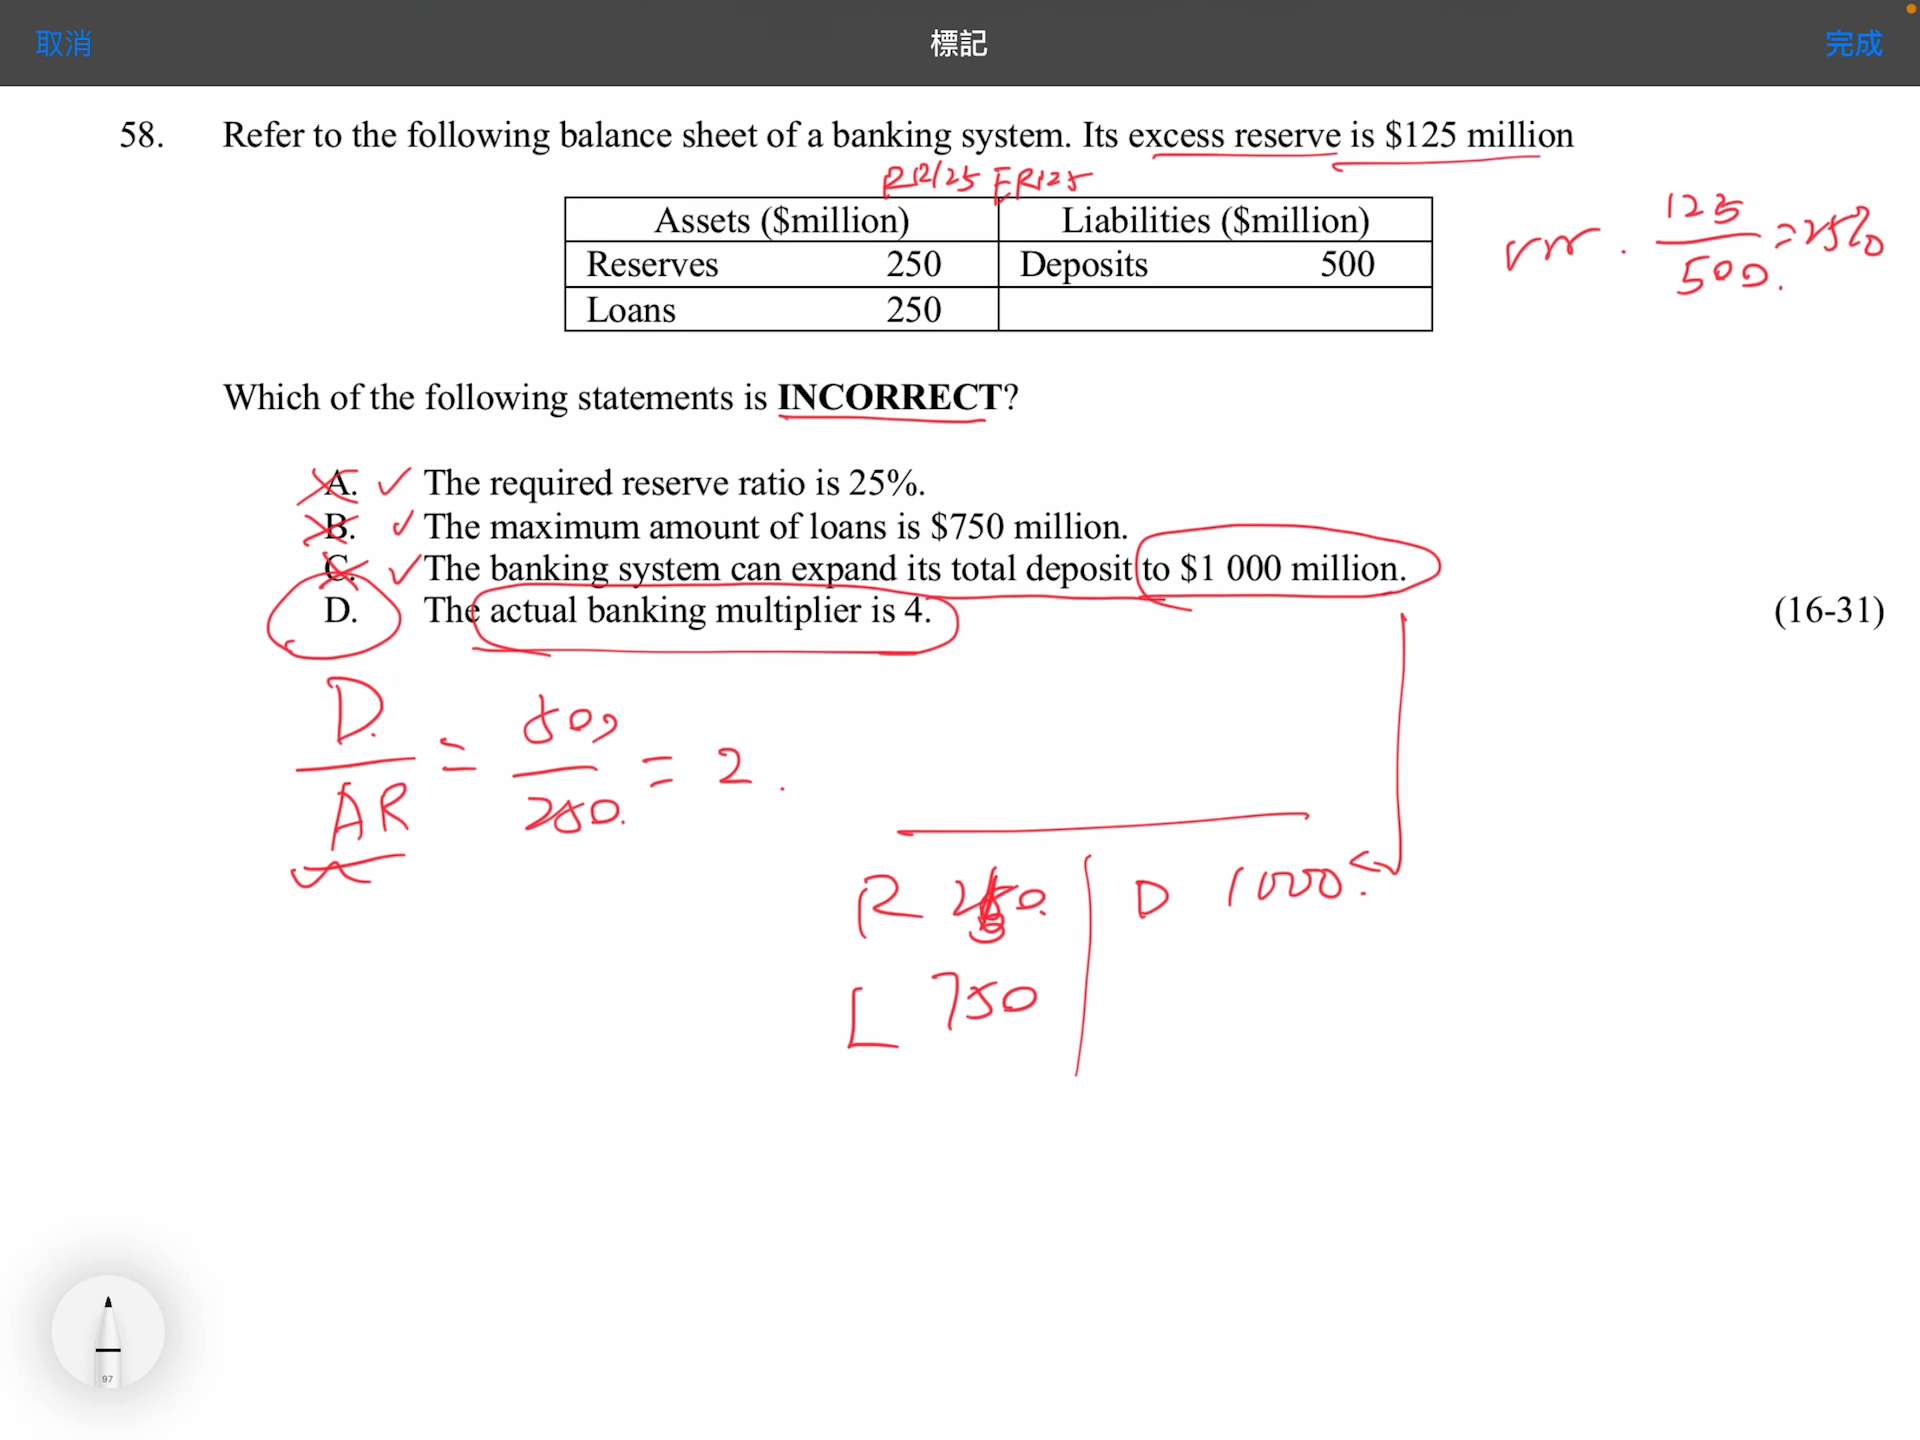 取消 標記 完成
58. Refer to the following balance sheet of a banking system. Its excess reserve is $125 million
ER125
Assets ($million) Liabilities ($million)
Reserves 250 Deposits 500
Loans 250
rrr. 125/500. =25%
Which of the following statements is INCORRECT?
A. ✓ The required reserve ratio is 25%.
B. ✓ The maximum amount of loans is $750 million.
C. ✓ The banking system can expand its total deposit to $1 000 million.
D. The actual banking multiplier is 4. (16-31)
D/AR = 500/250. = 2.
R 250. D 1000.
L 750
97